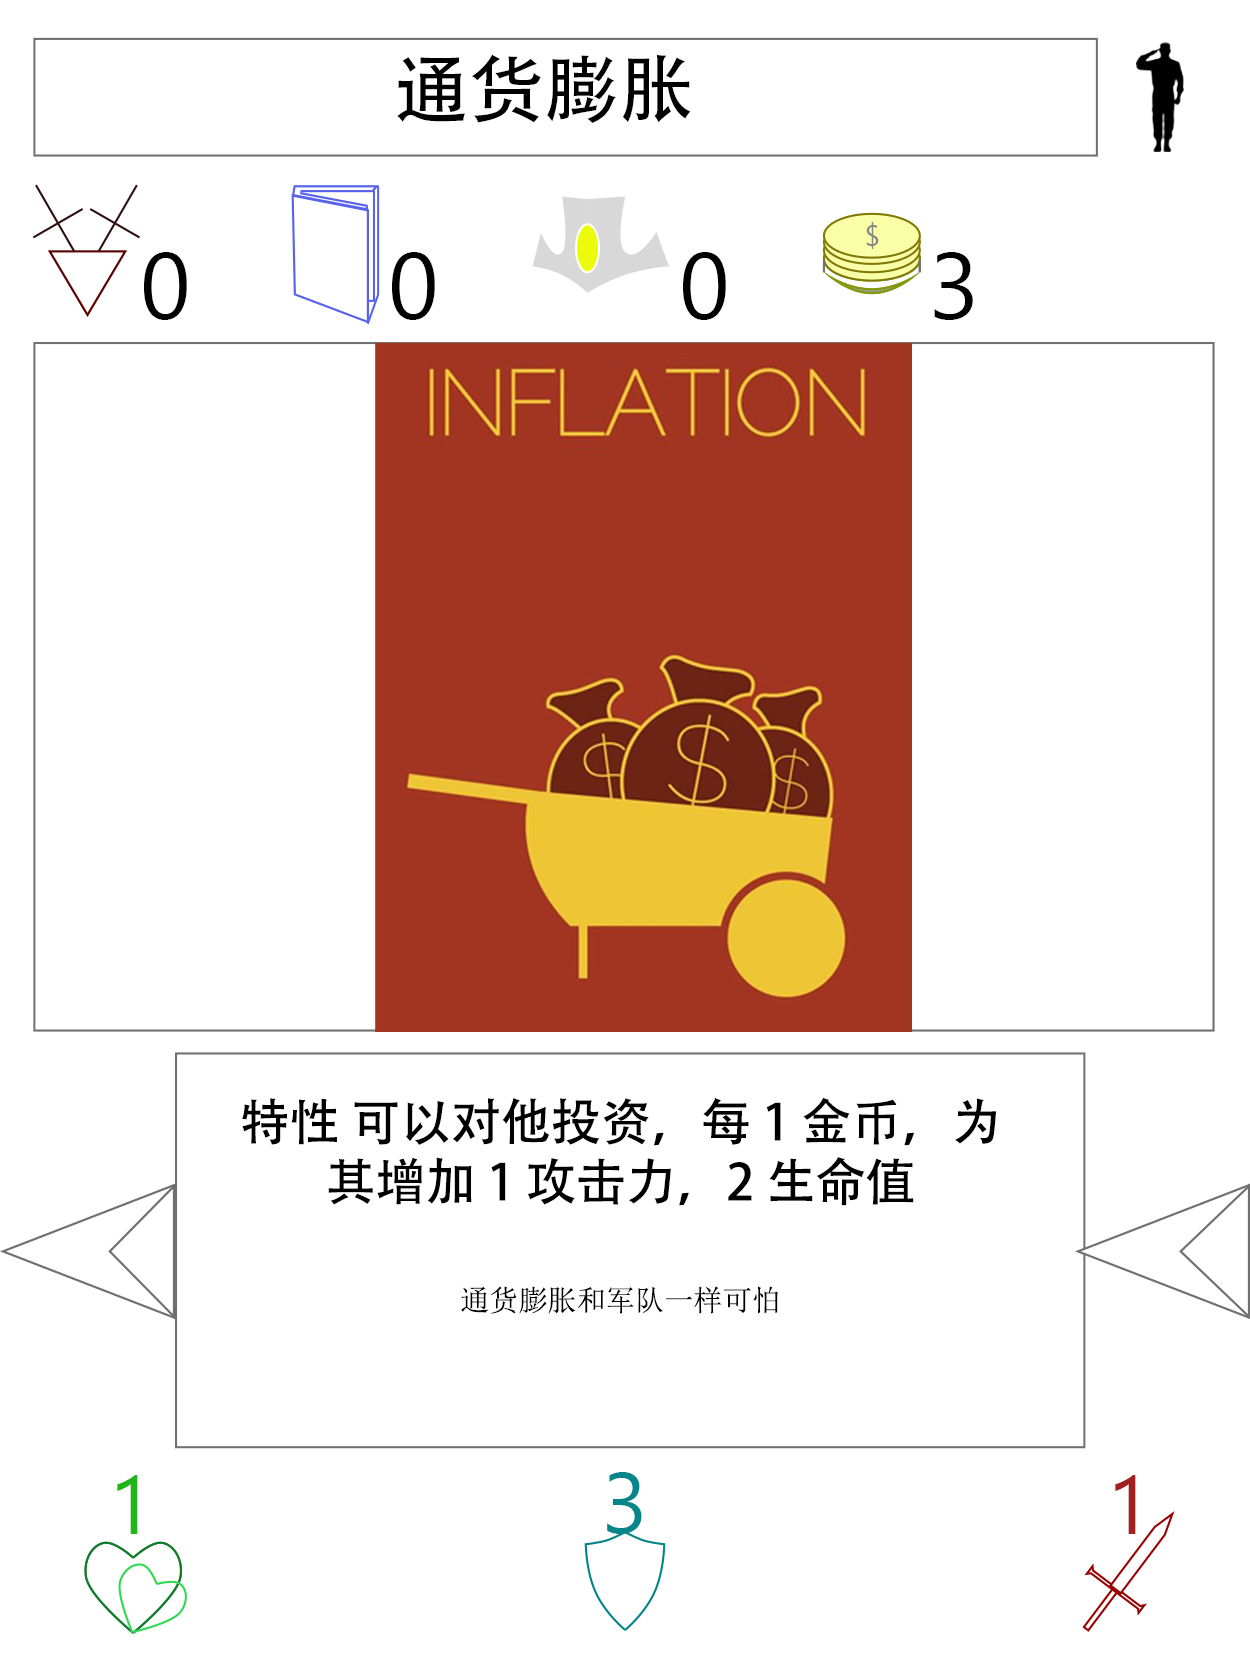 通货膨胀
0 0 0 $ 3
INFLATION
$ $ $
特性 可以对他投资，每 1 金币，为
其增加 1 攻击力，2 生命值
通货膨胀和军队一样可怕
1 3 1